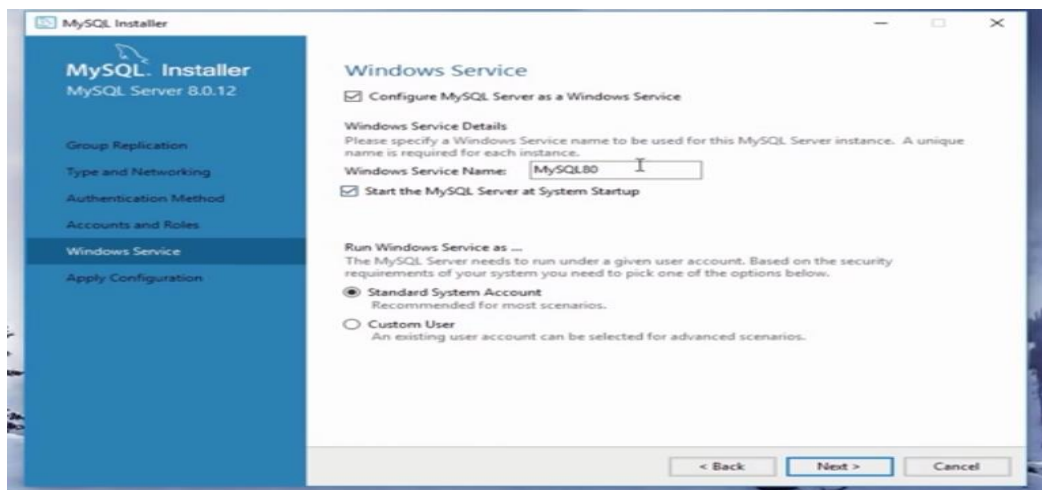 MySQL Installer
MySQL. Installer
MySQL Server 8.0.12
Group Replication
Type and Networking
Authentication Method
Accounts and Roles
Windows Service
Apply Configuration
Windows Service
Configure MySQL Server as a Windows Service
Windows Service Details
Please specify a Windows Service name to be used for this MySQL Server instance. A unique
name is required for each instance.
Windows Service Name: MySQL80
Start the MySQL Server at System Startup
Run Windows Service as ...
The MySQL Server needs to run under a given user account. Based on the security
requirements of your system you need to pick one of the options below.
Standard System Account
Recommended for most scenarios.
Custom User
An existing user account can be selected for advanced scenarios.
< Back Next > Cancel